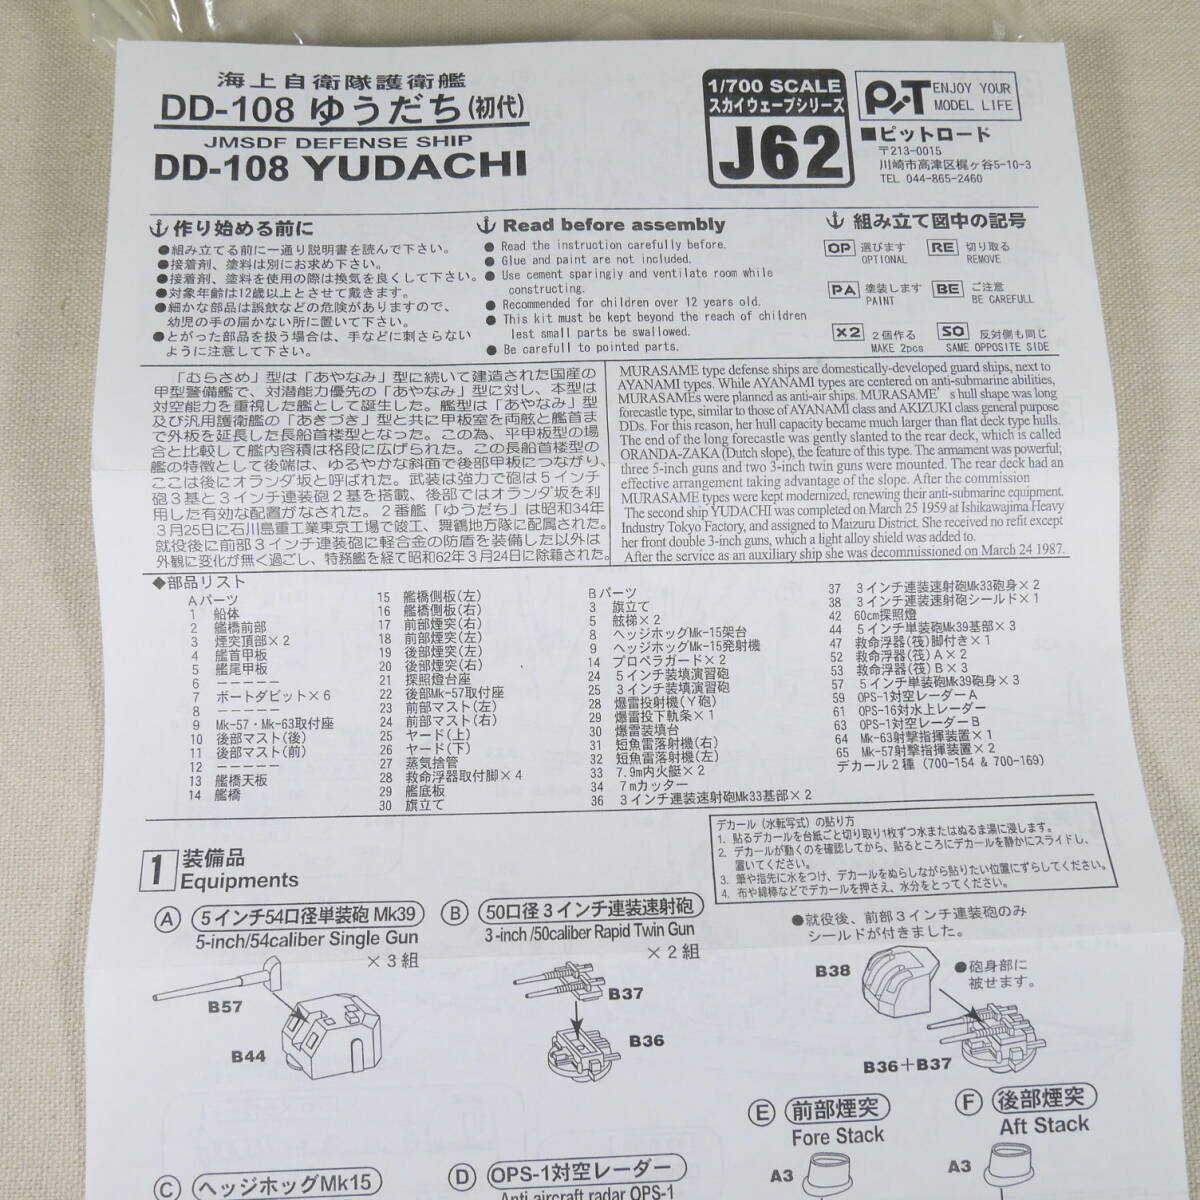 海上自衛隊護衛艦
DD-108 ゆうだち(初代)
JMSDF DEFENSE SHIP
DD-108 YUDACHI
1/700 SCALE
スカイウェーブシリーズ
J62
PiT ENJOY YOUR
MODEL LIFE
■ピットロード
〒213-0015
川崎市高津区梶ヶ谷5-10-3
TEL 044-865-2460
作り始める前に
●組み立てる前に一通り説明書を読んで下さい。
●接着剤、塗料は別にお求め下さい。
●接着剤、塗料を使用の際は換気を良くして下さい。
●対象年齢は12歳以上とさせて戴きます。
●細かな部品は誤飲などの危険がありますので、
幼児の手の届かない所に置いて下さい。
●とがった部品を扱う場合は、手などに刺さらない
ように注意して下さい。
Read before assembly
● Read the instruction carefully before.
● Glue and paint are not included.
● Use cement sparingiy and ventilate room while
constructing.
● Recommended for children over 12 years old.
● This kit must be kept beyond the reach of children
lest small parts be swallowed.
● Be carefull to pointed parts.
組み立て図中の記号
OP 選びます OPTIONAL
RE 切り取る REMOVE
PA 塗装します PAINT
BE ご注意 BE CAREFULL
×2 2個作る MAKE 2pcs
SO 反対側も同じ SAME OPPOSITE SIDE
「むらさめ」型は「あやなみ」型に続いて建造された国産の
甲型警備艦で、対潜能力優先の「あやなみ」型に対し、本型は
対空能力を重視した艦として誕生した。艦型は「あやなみ」型
及び汎用護衛艦の「あきづき」型と共に甲板室を両舷と艦首ま
で外板を延長した長船首楼型となった。この為、平甲板型の場
合と比較して艦内容積は格段に広げられた。この長船首楼型の
艦の特徴として後端は、ゆるやかな斜面で後部甲板につながり、
ここは後にオランダ坂と呼ばれた。武装は強力で砲は5インチ
砲3基と3インチ連装砲2基を搭載、後部ではオランダ坂を利
用した有効な配置がなされた。2番艦「ゆうだち」は昭和34年
3月25日に石川島重工業東京工場で竣工、舞鶴地方隊に配属された。
就役後に前部3インチ連装砲に軽合金の防盾を装備した以外は
外観に変化が無く過ごし、特務艦を経て昭和62年3月24日に除籍された。
MURASAME type defense ships are domestically-developed guard ships, next to
AYANAMI types. While AYANAMI types are centered on anti-submarine abilities,
MURASAMEs were planned as anti-air ships. MURASAME's hull shape was long
forecastle type, similar to those of AYANAMI class and AKIZUKI class general purpose
DDs. For this reason, her hull capacity became much larger than flat deck type hulls.
The end of the long forecastle was gently slanted to the rear deck, which is called
ORANDA-ZAKA (Dutch slope), the feature of this type. The armament was powerful;
three 5-inch guns and two 3-inch twin guns were mounted. The rear deck had an
effective arrangement taking advantage of the slope. After the commission
MURASAME types were kept modernized, renewing their anti-submarine equipment.
The second ship YUDACHI was completed on March 25 1959 at Ishikawajima Heavy
Industry Tokyo Factory, and assigned to Maizuru District. She received no refit except
her front double 3-inch guns, which a light alloy shield was added to.
After the service as an auxiliary ship she was decommissioned on March 24 1987.
◆部品リスト
Aパーツ
1 船体
2 艦橋前部
3 煙突頂部×2
4 艦首甲板
5 艦尾甲板
6 －－－－－
7 ボートダビット×6
8 －－－－－
9 Mk-57・Mk-63取付座
10 後部マスト(後)
11 後部マスト(前)
12 －－－－－
13 艦橋天板
14 艦橋
15 艦橋側板(左)
16 艦橋側板(右)
17 前部煙突(右)
18 前部煙突(左)
19 後部煙突(左)
20 後部煙突(右)
21 探照燈台座
22 後部Mk-57取付座
23 前部マスト(左)
24 前部マスト(右)
25 ヤード(上)
26 ヤード(下)
27 蒸気捨管
28 救命浮器取付脚×4
29 艦底板
30 旗立て
Bパーツ
3 旗立て
5 舷梯×2
8 ヘッジホッグMk-15架台
9 ヘッジホッグMk-15発射機
14 プロペラガード×2
24 5インチ装填演習砲
25 3インチ装填演習砲
28 爆雷投射機(Y砲)
29 爆雷投下軌条×1
30 爆雷装填台
31 短魚雷落射機(右)
32 短魚雷落射機(左)
33 7.9m内火艇×2
34 7mカッター
36 3インチ連装速射砲Mk33基部×2
37 3インチ連装速射砲Mk33砲身×2
38 3インチ連装速射砲シールド×1
42 60cm探照燈
44 5インチ単装砲Mk39基部×3
47 救命浮器(筏)脚付き×1
52 救命浮器(筏)A×2
53 救命浮器(筏)B×3
57 5インチ単装砲Mk39砲身×3
59 OPS-1対空レーダーA
61 OPS-16対水上レーダー
63 OPS-1対空レーダーB
64 Mk-63射撃指揮装置×1
65 Mk-57射撃指揮装置×2
デカール2種 (700-154 & 700-169)
デカール(水転写式)の貼り方
1. 貼るデカールを台紙ごと切り取り1枚ずつ水またはぬるま湯に浸します。
2. デカールが動くのを確認してから、貼るところにデカールを静かにスライドし、
置いてください。
3. 筆や指先に水をつけ、デカールをぬらしながら貼りたい位置にずらしてください。
4. 布や綿棒などでデカールを押さえ、水分をとってください。
1 装備品
Equipments
A 5インチ54口径単装砲 Mk39
5-inch/54caliber Single Gun
×3組
B57
B44
B 50口径3インチ連装速射砲
3-inch/50caliber Rapid Twin Gun
×2組
B37
B36
●就役後、前部3インチ連装砲のみ
シールドが付きました。
B38
●砲身部に
被せます。
B36+B37
E 前部煙突
Fore Stack
A3
F 後部煙突
Aft Stack
A3
C ヘッジホッグMk15
D OPS-1対空レーダー
Anti aircraft radar OPS-1